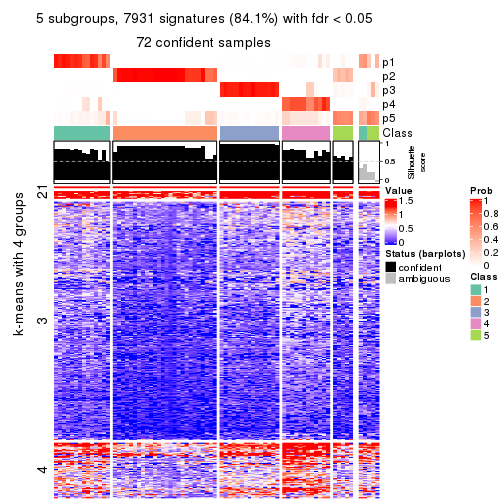 5 subgroups, 7931 signatures (84.1%) with fdr < 0.05
72 confident samples
p1
p2
p3
p4
p5
Class
1
0.5
0
Silhouette
score
k-means with 4 groups
2
1
3
4
Value
1.5
1
0.5
0
Status (barplots)
confident
ambiguous
Prob
1
0.8
0.6
0.4
0.2
0
Class
1
2
3
4
5